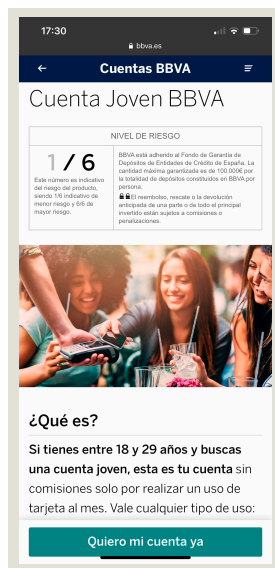 17:30
bbva.es
Cuentas BBVA
Cuenta Joven BBVA
NIVEL DE RIESGO
1 / 6
Este número es indicativo
del riesgo del producto,
siendo 1/6 indicativo de
menor riesgo y 6/6 de
mayor riesgo.
BBVA está adherido al Fondo de Garantía de
Depósitos de Entidades de Crédito de España. La
cantidad máxima garantizada es de 100.000€ por
la totalidad de depósitos constituidos en BBVA por
persona.
El reembolso, rescate o la devolución
anticipada de una parte o de todo el principal
invertido están sujetos a comisiones o
penalizaciones.
¿Qué es?
Si tienes entre 18 y 29 años y buscas
una cuenta joven, esta es tu cuenta sin
comisiones solo por realizar un uso de
tarjeta al mes. Vale cualquier tipo de uso:
Quiero mi cuenta ya